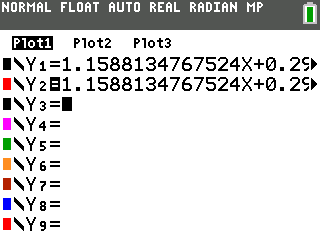 NORMAL FLOAT AUTO REAL RADIAN MP
Plot1 Plot2 Plot3
\Y1=1.1588134767524X+0.29
\Y2=1.1588134767524X+0.29
\Y3=
\Y4=
\Y5=
\Y6=
\Y7=
\Y8=
\Y9=